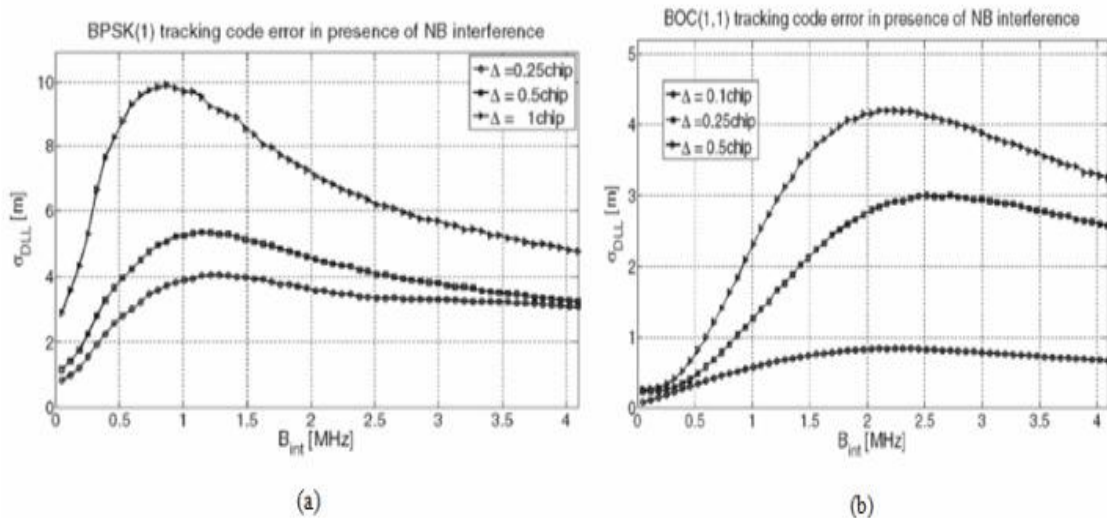 BPSK(1) tracking code error in presence of NB interference
Δ =0.25chip
Δ = 0.5chip
Δ = 1chip
10
8
6
4
2
0
σDLL [m]
0 0.5 1 1.5 2 2.5 3 3.5 4
Bint [MHz]
(a)
BOC(1,1) tracking code error in presence of NB interference
Δ = 0.1chip
Δ =0.25chip
Δ = 0.5chip
5
4
3
2
1
0
σDLL [m]
0 0.5 1 1.5 2 2.5 3 3.5 4
Bint [MHz]
(b)